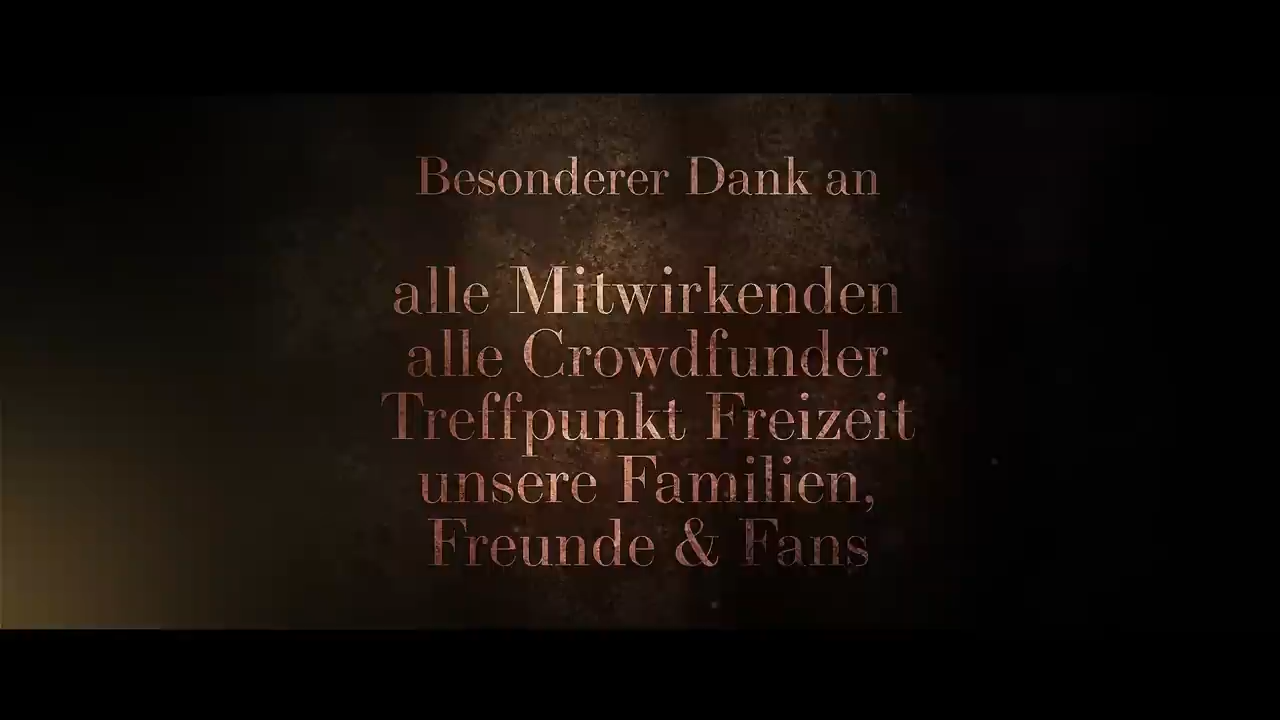 Besonderer Dank an
alle Mitwirkenden
alle Crowdfunder
Treffpunkt Freizeit
unsere Familien,
Freunde & Fans